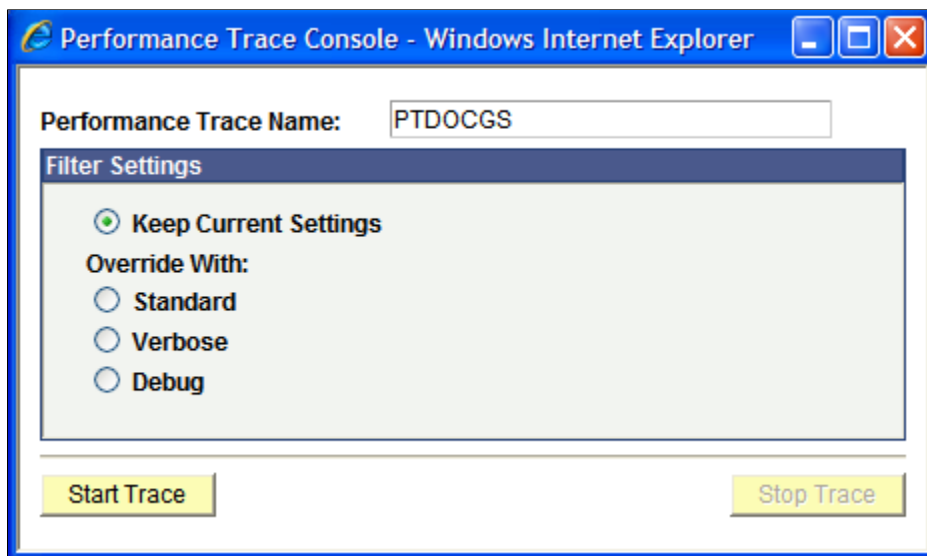 Performance Trace Console - Windows Internet Explorer
Performance Trace Name: PTDOCGS
Filter Settings
Keep Current Settings
Override With:
Standard
Verbose
Debug
Start Trace Stop Trace